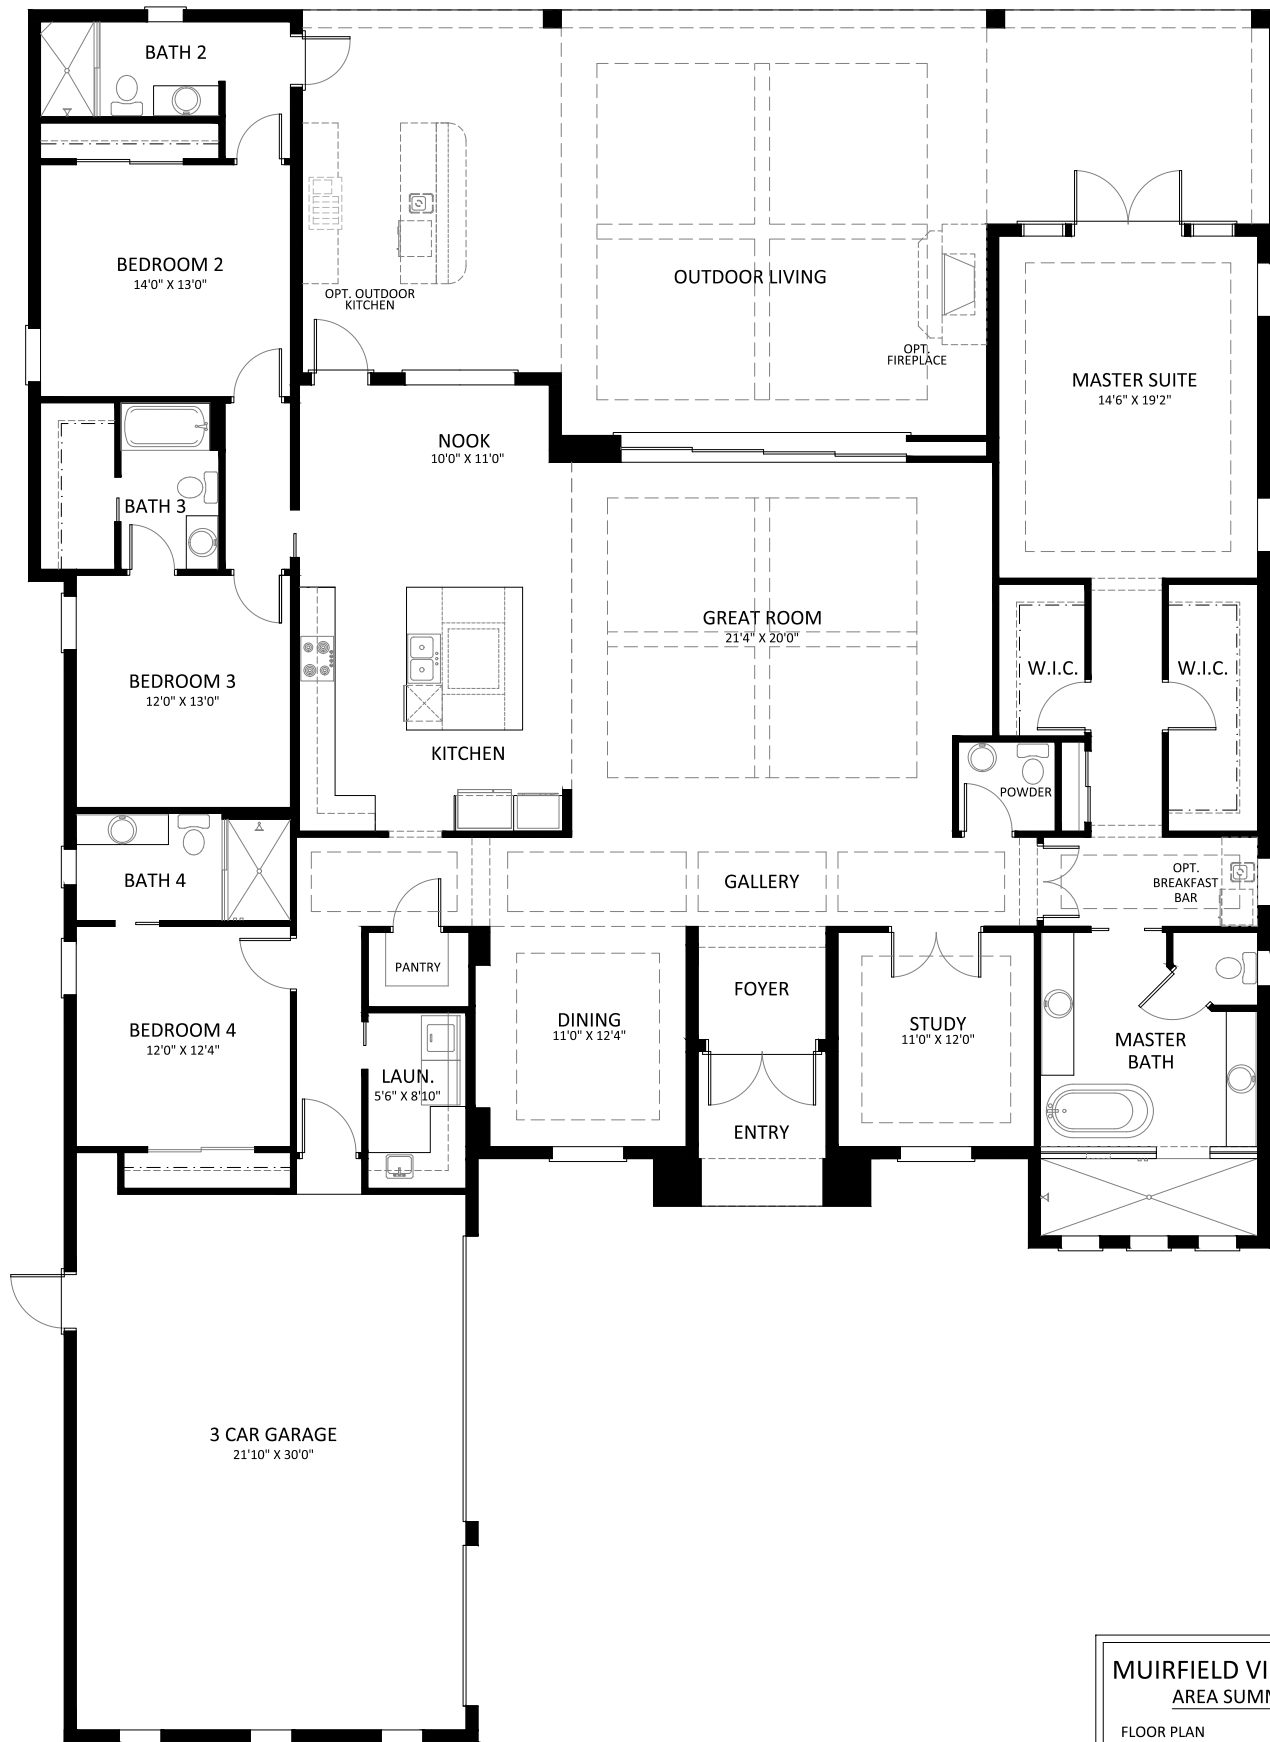 BATH 2
BEDROOM 2
14'0" X 13'0"
OPT. OUTDOOR
KITCHEN
OUTDOOR LIVING
OPT.
FIREPLACE
MASTER SUITE
14'6" X 19'2"
NOOK
10'0" X 11'0"
BATH 3
GREAT ROOM
21'4" X 20'0"
W.I.C.
W.I.C.
BEDROOM 3
12'0" X 13'0"
KITCHEN
POWDER
BATH 4
GALLERY
OPT.
BREAKFAST
BAR
PANTRY
FOYER
BEDROOM 4
12'0" X 12'4"
DINING
11'0" X 12'4"
STUDY
11'0" X 12'0"
MASTER
BATH
LAUN.
5'6" X 8'10"
ENTRY
3 CAR GARAGE
21'10" X 30'0"
MUIRFIELD VI
AREA SUMM
FLOOR PLAN